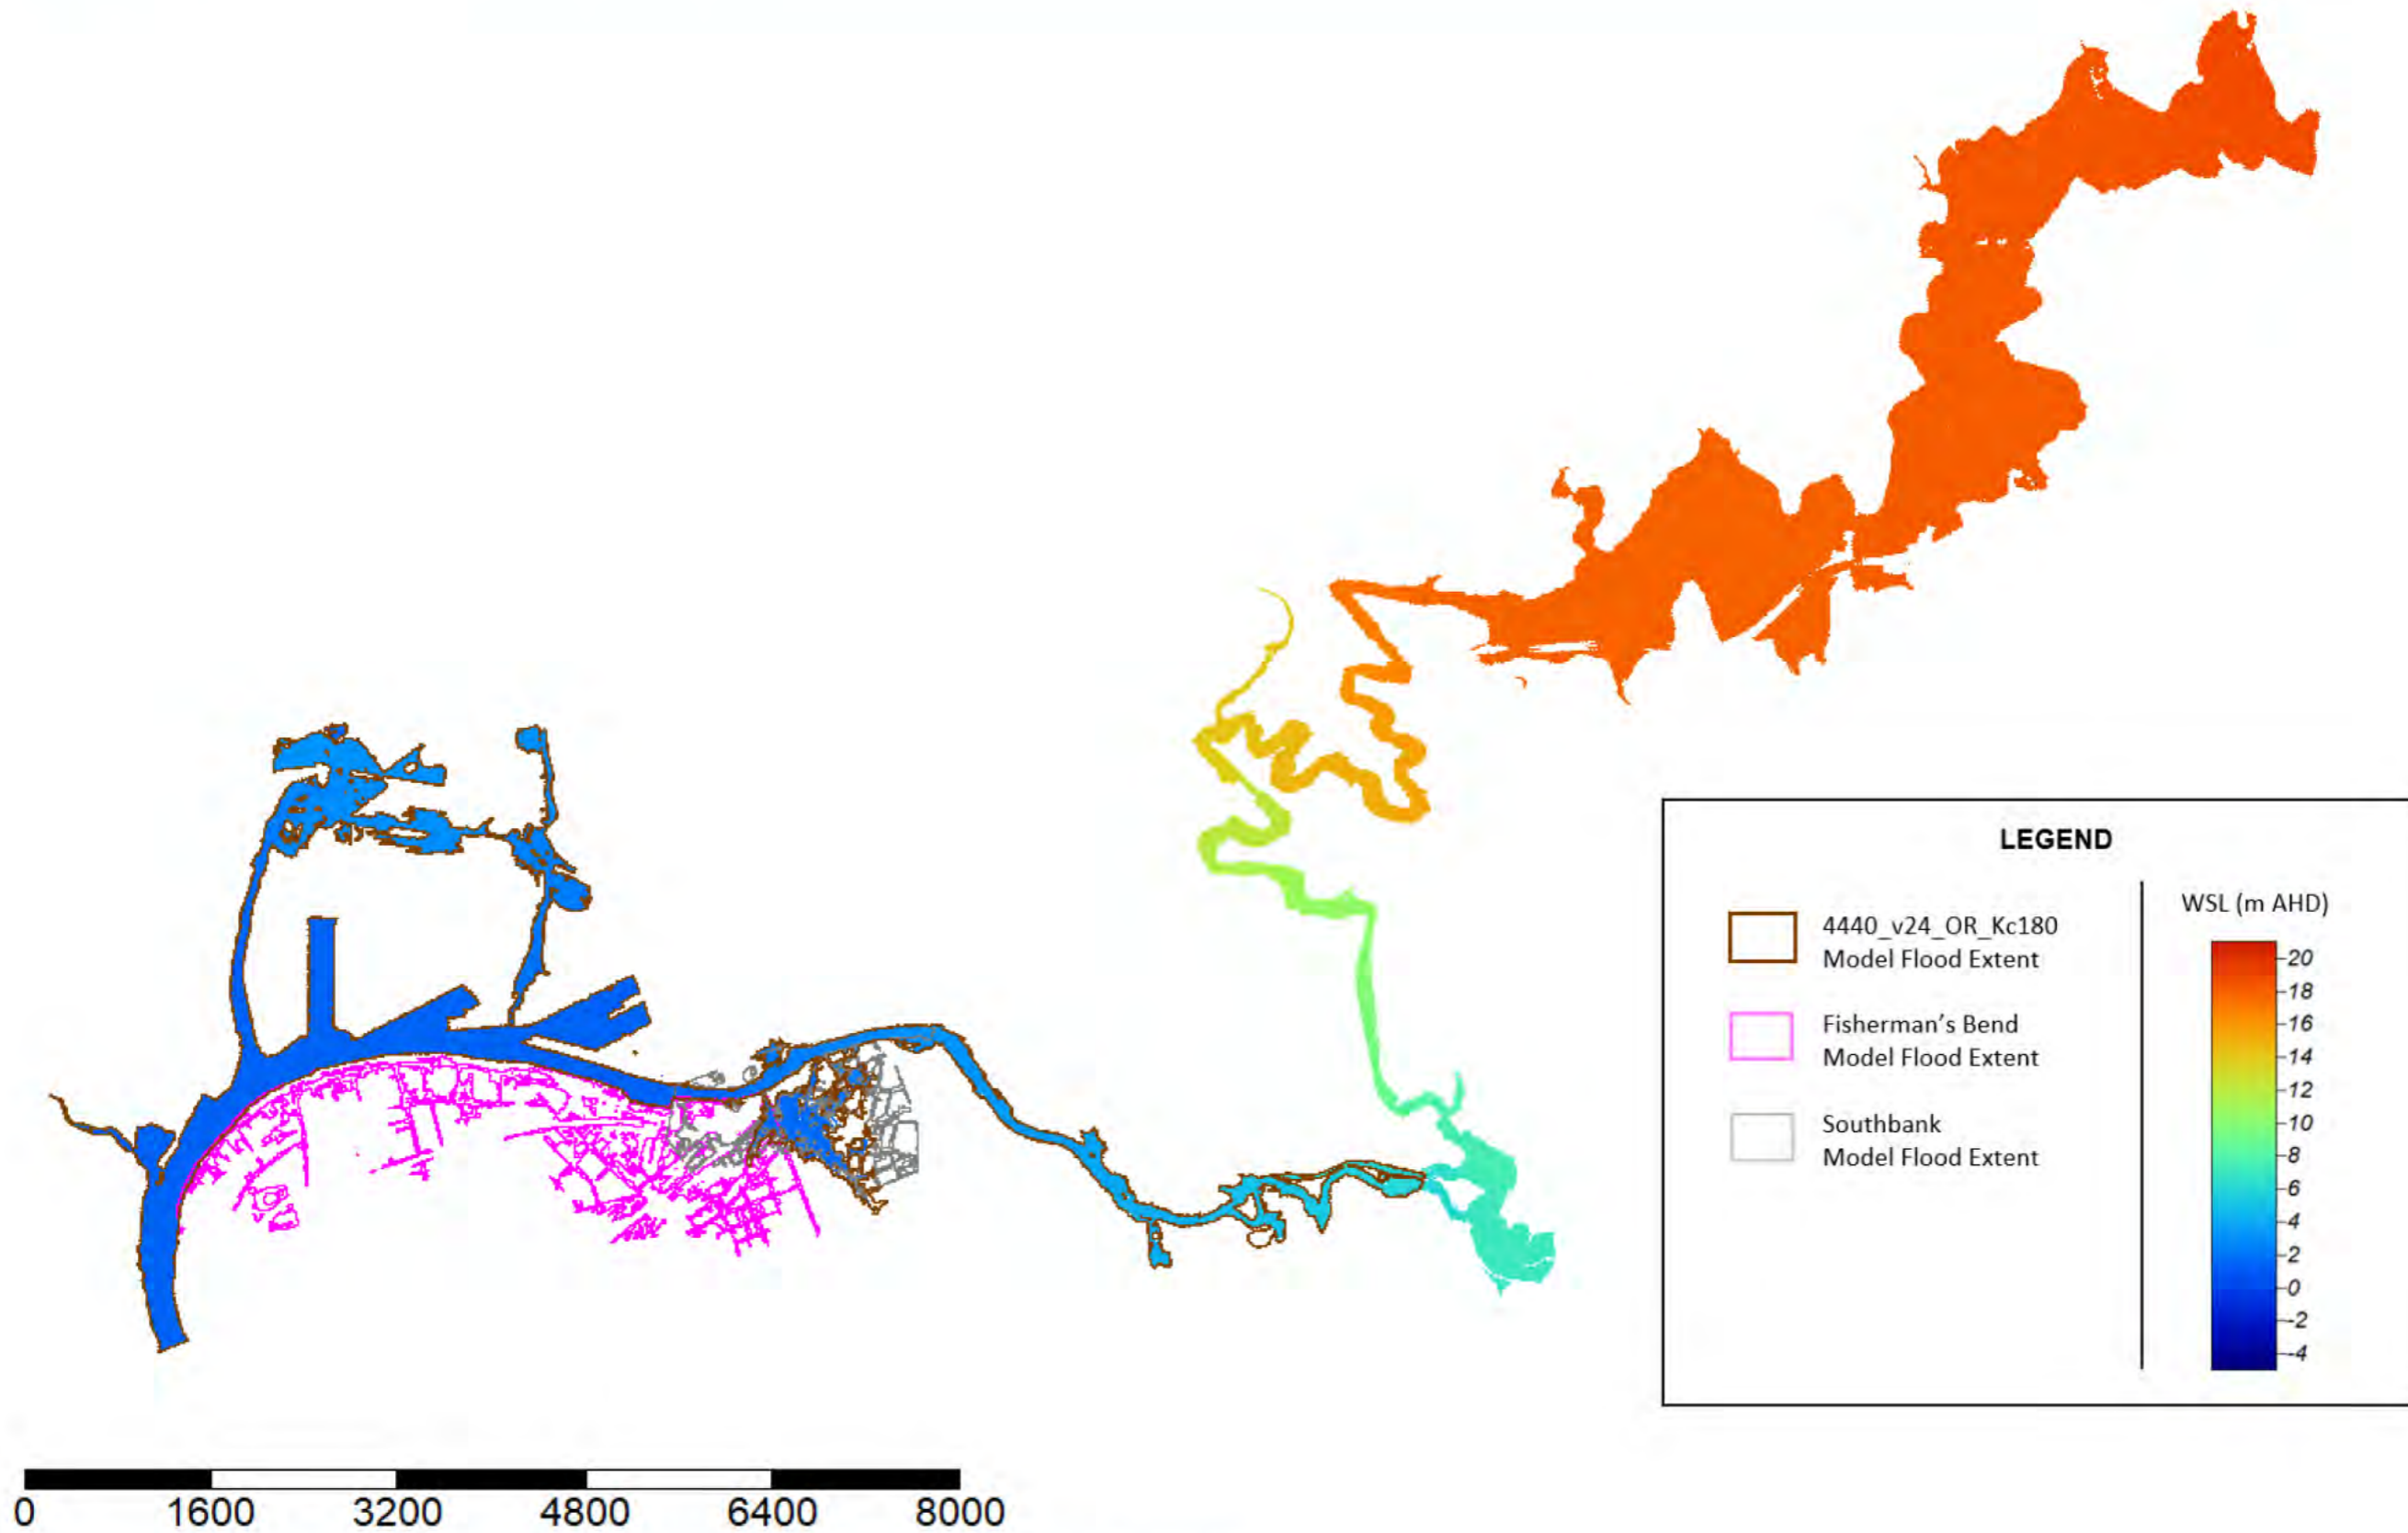 LEGEND
4440_v24_OR_Kc180
Model Flood Extent
Fisherman's Bend
Model Flood Extent
Southbank
Model Flood Extent
WSL (m AHD)
20
18
16
14
12
10
8
6
4
2
0
-2
-4
0 1600 3200 4800 6400 8000